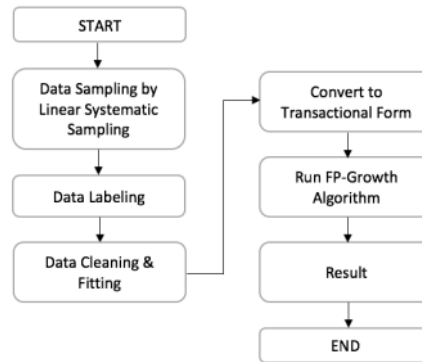 START
Data Sampling by
Linear Systematic
Sampling
Data Labeling
Data Cleaning &
Fitting
Convert to
Transactional Form
Run FP-Growth
Algorithm
Result
END